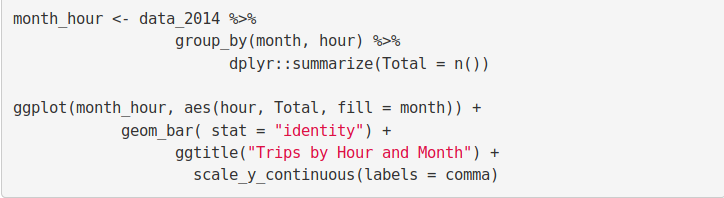 month_hour <- data_2014 %>%
group_by(month, hour) %>%
dplyr::summarize(Total = n())
ggplot(month_hour, aes(hour, Total, fill = month)) +
geom_bar( stat = "identity") +
ggtitle("Trips by Hour and Month") +
scale_y_continuous(labels = comma)